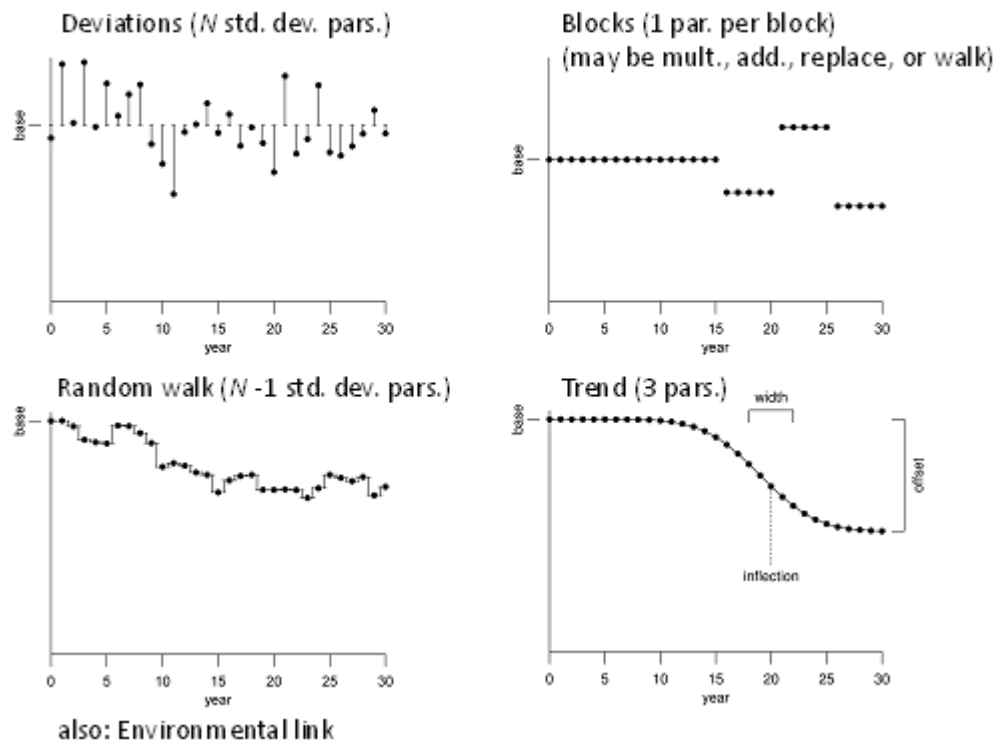 Deviations (N std. dev. pars.)
base
0 5 10 15 20 25 30
year
Blocks (1 par. per block)
(may be mult., add., replace, or walk)
base
0 5 10 15 20 25 30
year
Random walk (N -1 std. dev. pars.)
base
0 5 10 15 20 25 30
year
Trend (3 pars.)
width
base
offset
inflection
0 5 10 15 20 25 30
year
also: Environmental link